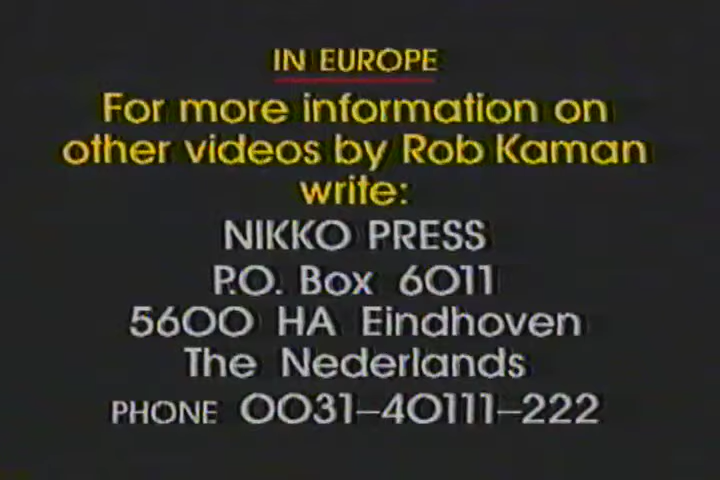 IN EUROPE
For more information on
other videos by Rob Kaman
write:
NIKKO PRESS
P.O. Box 6011
5600 HA Eindhoven
The Nederlands
PHONE 0031-40111-222